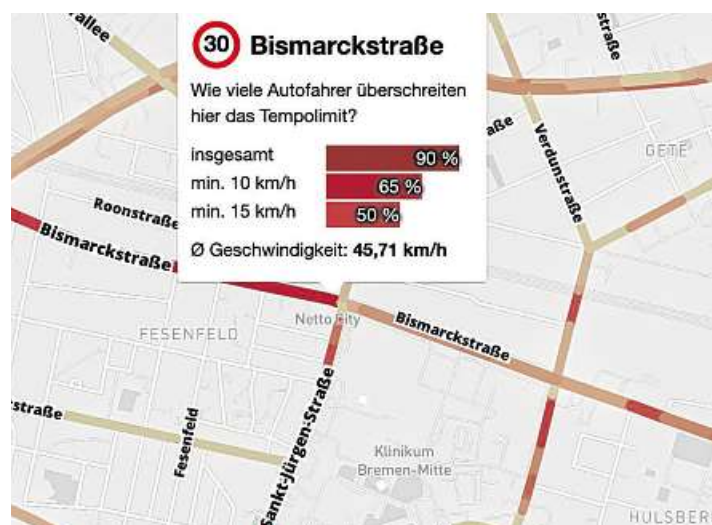 30 Bismarckstraße
Wie viele Autofahrer überschreiten
hier das Tempolimit?
insgesamt 90 %
min. 10 km/h 65 %
min. 15 km/h 50 %
Ø Geschwindigkeit: 45,71 km/h
rallee
straße
aße
Verdunstraße
GETE
Roonstraße
Bismarckstraße
Netto City
Bismarckstraße
FESENFELD
straße
Fesenfeld
Sankt-Jürgen-Straße
Klinikum
Bremen-Mitte
HULSBERG